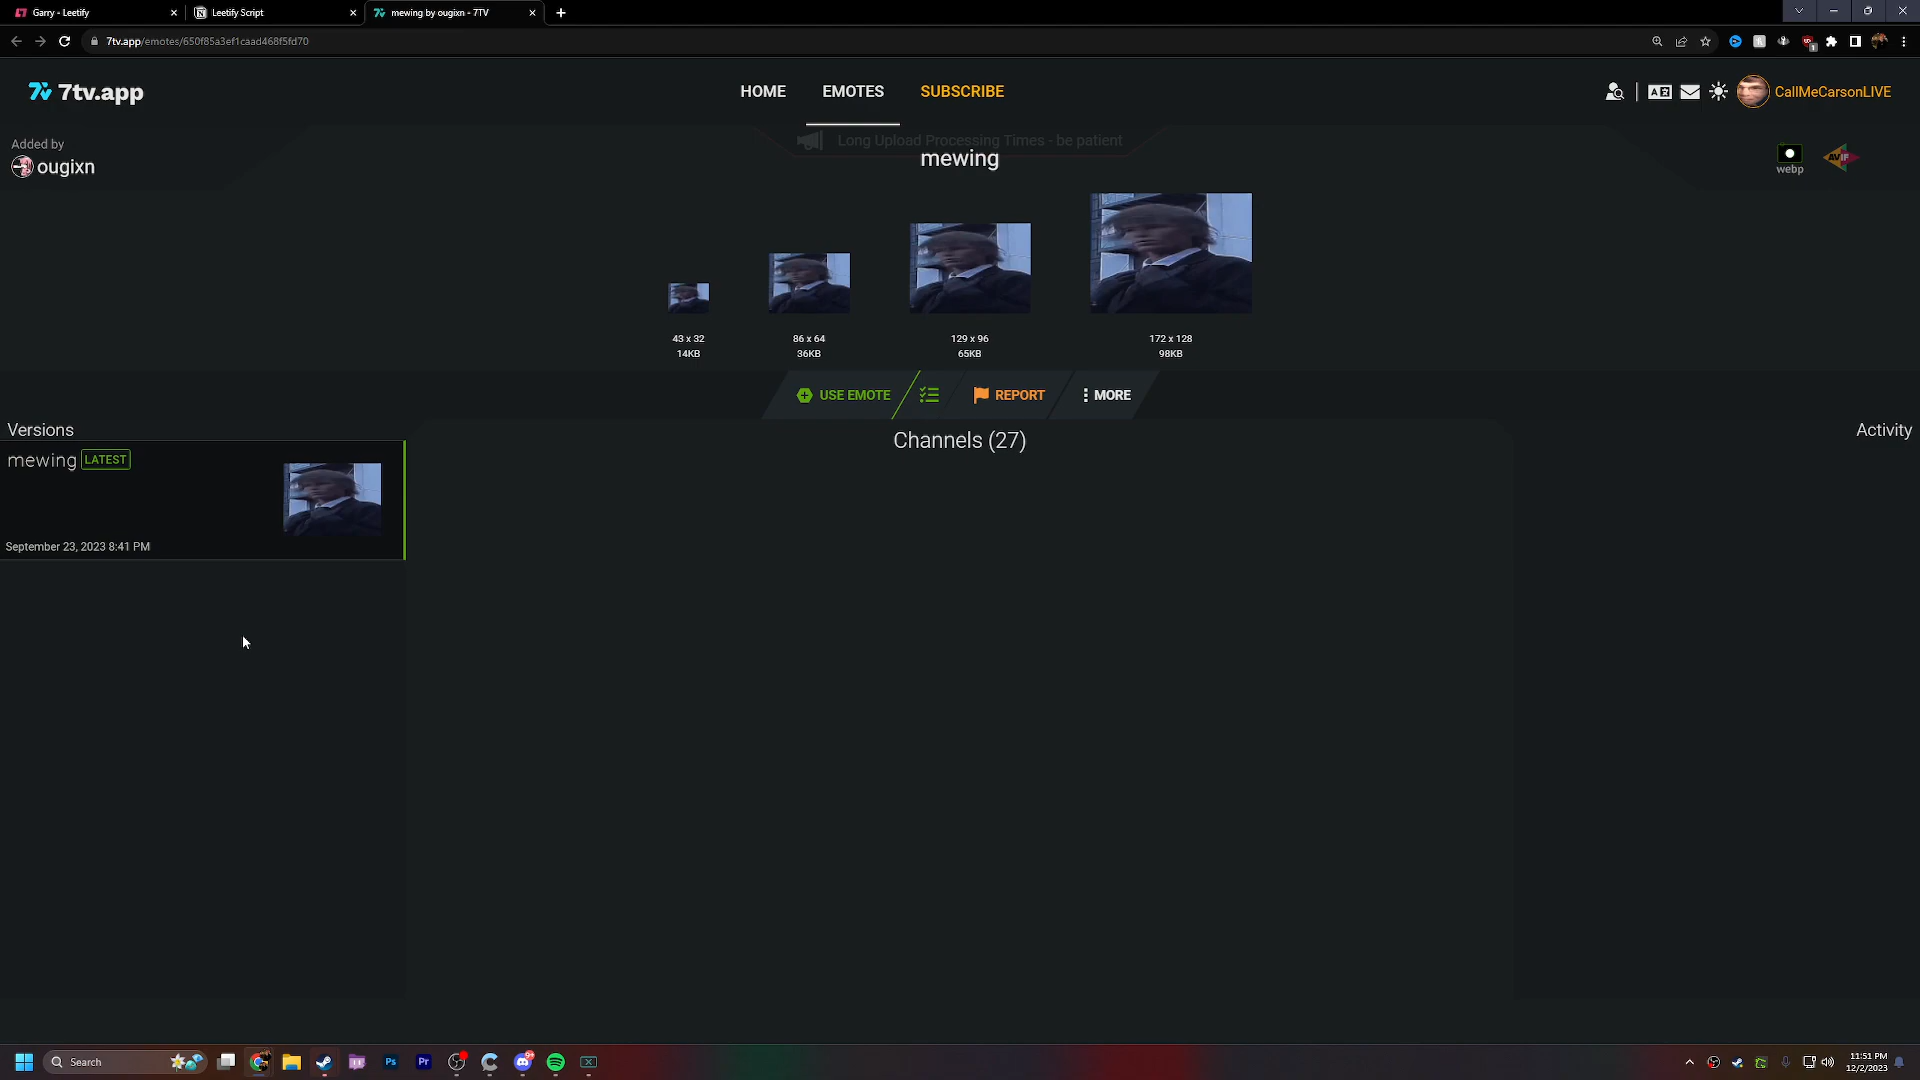 Garry - Leetify
Leetify Script
mewing by ougixn - 7TV
7tv.app/emotes/650f85a3ef1caad468f5fd70
7tv.app
HOME
EMOTES
SUBSCRIBE
CallMeCarsonLIVE
Long Upload Processing Times - be patient
Added by
ougixn
mewing
webp
AVIF
43 x 32
14KB
86 x 64
36KB
129 x 96
65KB
172 x 128
98KB
USE EMOTE
REPORT
MORE
Versions
Channels (27)
Activity
mewing LATEST
September 23, 2023 8:41 PM
Search
Ps
Pr
11:51 PM
12/2/2023